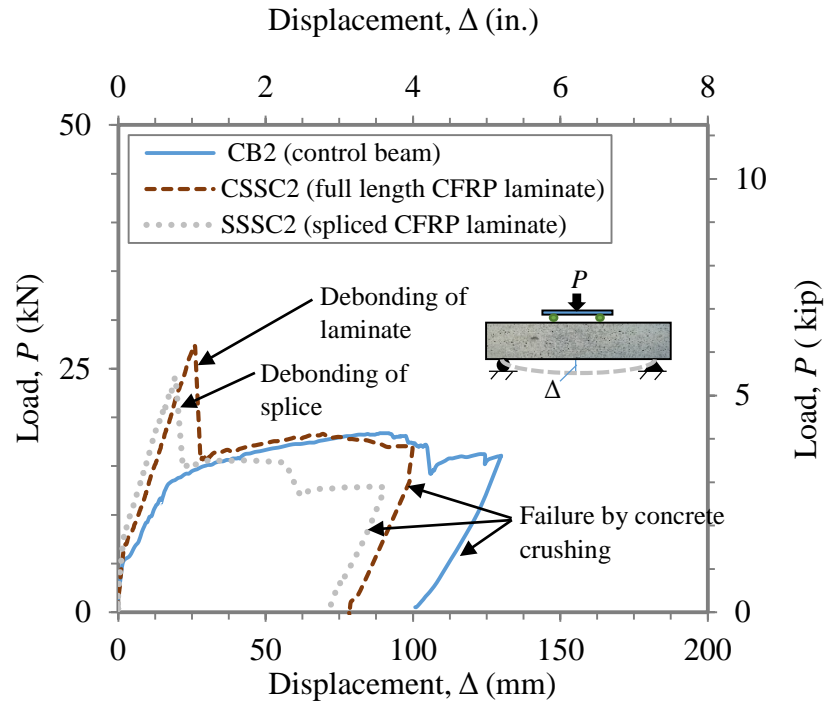 Displacement, Δ (in.)
0 2 4 6 8
50
CB2 (control beam)
CSSC2 (full length CFRP laminate)
SSSC2 (spliced CFRP laminate)
10
P
Debonding of
laminate
Load, P (kN)
Load, P ( kip)
25
Debonding of
splice
5
Δ
Failure by concrete
crushing
0
0
0 50 100 150 200
Displacement, Δ (mm)